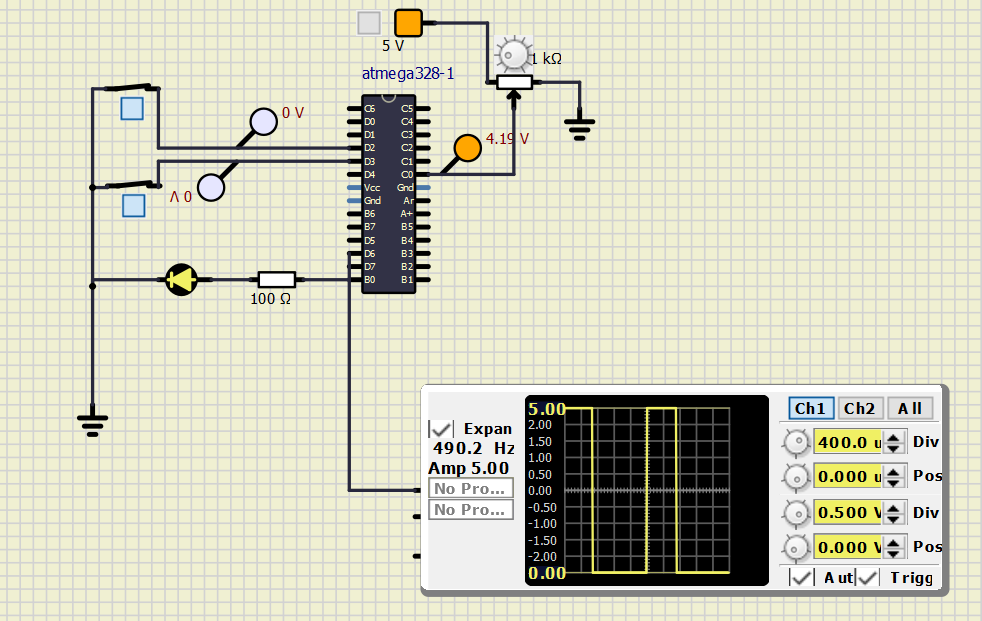 5 V
1 kΩ
atmega328-1
0 V
4.19 V
0 V
C6 C5
D0 C4
D1 C3
D2 C2
D3 C1
D4 C0
Vcc Gnd
Gnd Ar
B6 A+
B7 B5
D5 B4
D6 B3
D7 B2
B0 B1
100 Ω
Expan
490.2 Hz
Amp 5.00
No Pro...
No Pro...
5.00
2.00
1.50
1.00
0.50
0.00
-0.50
-1.00
-1.50
-2.00
0.00
Ch1 Ch2 All
400.0 u Div
0.000 u Pos
0.500 V Div
0.000 V Pos
Aut Trigg